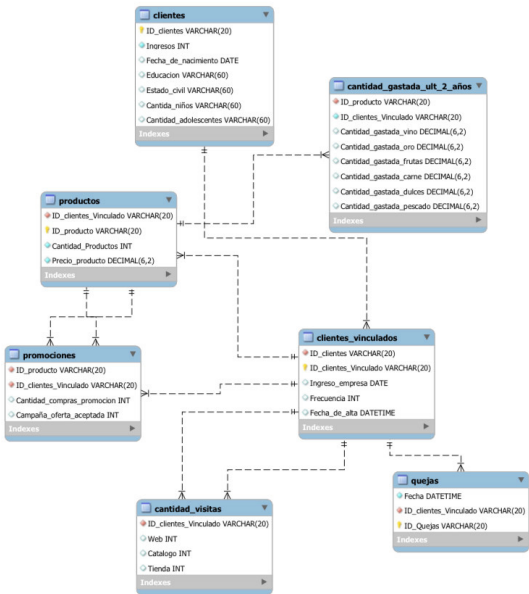 clientes
ID_clientes VARCHAR(20)
Ingresos INT
Fecha_de_nacimiento DATE
Educacion VARCHAR(60)
Estado_civil VARCHAR(60)
Cantida_niños VARCHAR(60)
Cantidad_adolescentes VARCHAR(60)
Indexes
cantidad_gastada_ult_2_años
ID_producto VARCHAR(20)
ID_clientes_Vinculado VARCHAR(20)
Cantidad_gastada_vino DECIMAL(6,2)
Cantidad_gastada_oro DECIMAL(6,2)
Cantidad_gastada_frutas DECIMAL(6,2)
Cantidad_gastada_carne DECIMAL(6,2)
Cantidad_gastada_dulces DECIMAL(6,2)
Cantidad_gastada_pescado DECIMAL(6,2)
Indexes
productos
ID_clientes_Vinculado VARCHAR(20)
ID_producto VARCHAR(20)
Cantidad_Productos INT
Precio_producto DECIMAL(6,2)
Indexes
promociones
ID_producto VARCHAR(20)
ID_clientes_Vinculado VARCHAR(20)
Cantidad_compras_promocion INT
Campaña_oferta_aceptada INT
Indexes
clientes_vinculados
ID_clientes VARCHAR(20)
ID_clientes_Vinculado VARCHAR(20)
Ingreso_empresa DATE
Frecuencia INT
Fecha_de_alta DATETIME
Indexes
cantidad_visitas
ID_clientes_Vinculado VARCHAR(20)
Web INT
Catalogo INT
Tienda INT
Indexes
quejas
Fecha DATETIME
ID_clientes_Vinculado VARCHAR(20)
ID_Quejas VARCHAR(20)
Indexes